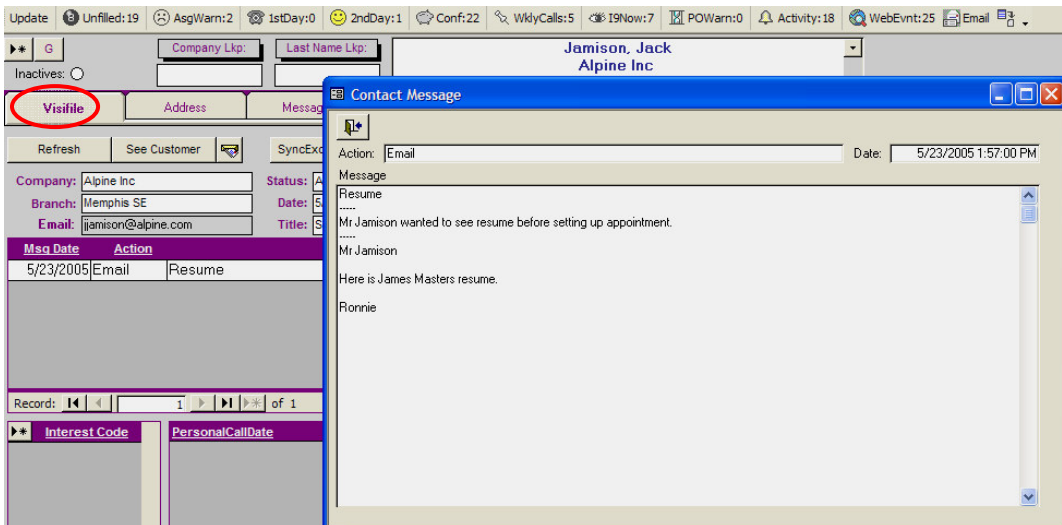 Update Unfilled:19 AsgWarn:2 1stDay:0 2ndDay:1 Conf:22 WklyCalls:5 I9Now:7 POWarn:0 Activity:18 WebEvnt:25 Email
G Company Lkp: Last Name Lkp: Jamison, Jack
Alpine Inc
Inactives:
Visifile Address Messag
Contact Message
Refresh See Customer SyncExc
Action: Email Date: 5/23/2005 1:57:00 PM
Company: Alpine Inc Status: A
Branch: Memphis SE Date: 5
Email: jjamison@alpine.com Title: S
Msg Date Action
5/23/2005 Email Resume
Message
Resume
-----
Mr Jamison wanted to see resume before setting up appointment.
-----
Mr Jamison
Here is James Masters resume.
Ronnie
Record: 1 of 1
Interest Code PersonalCallDate